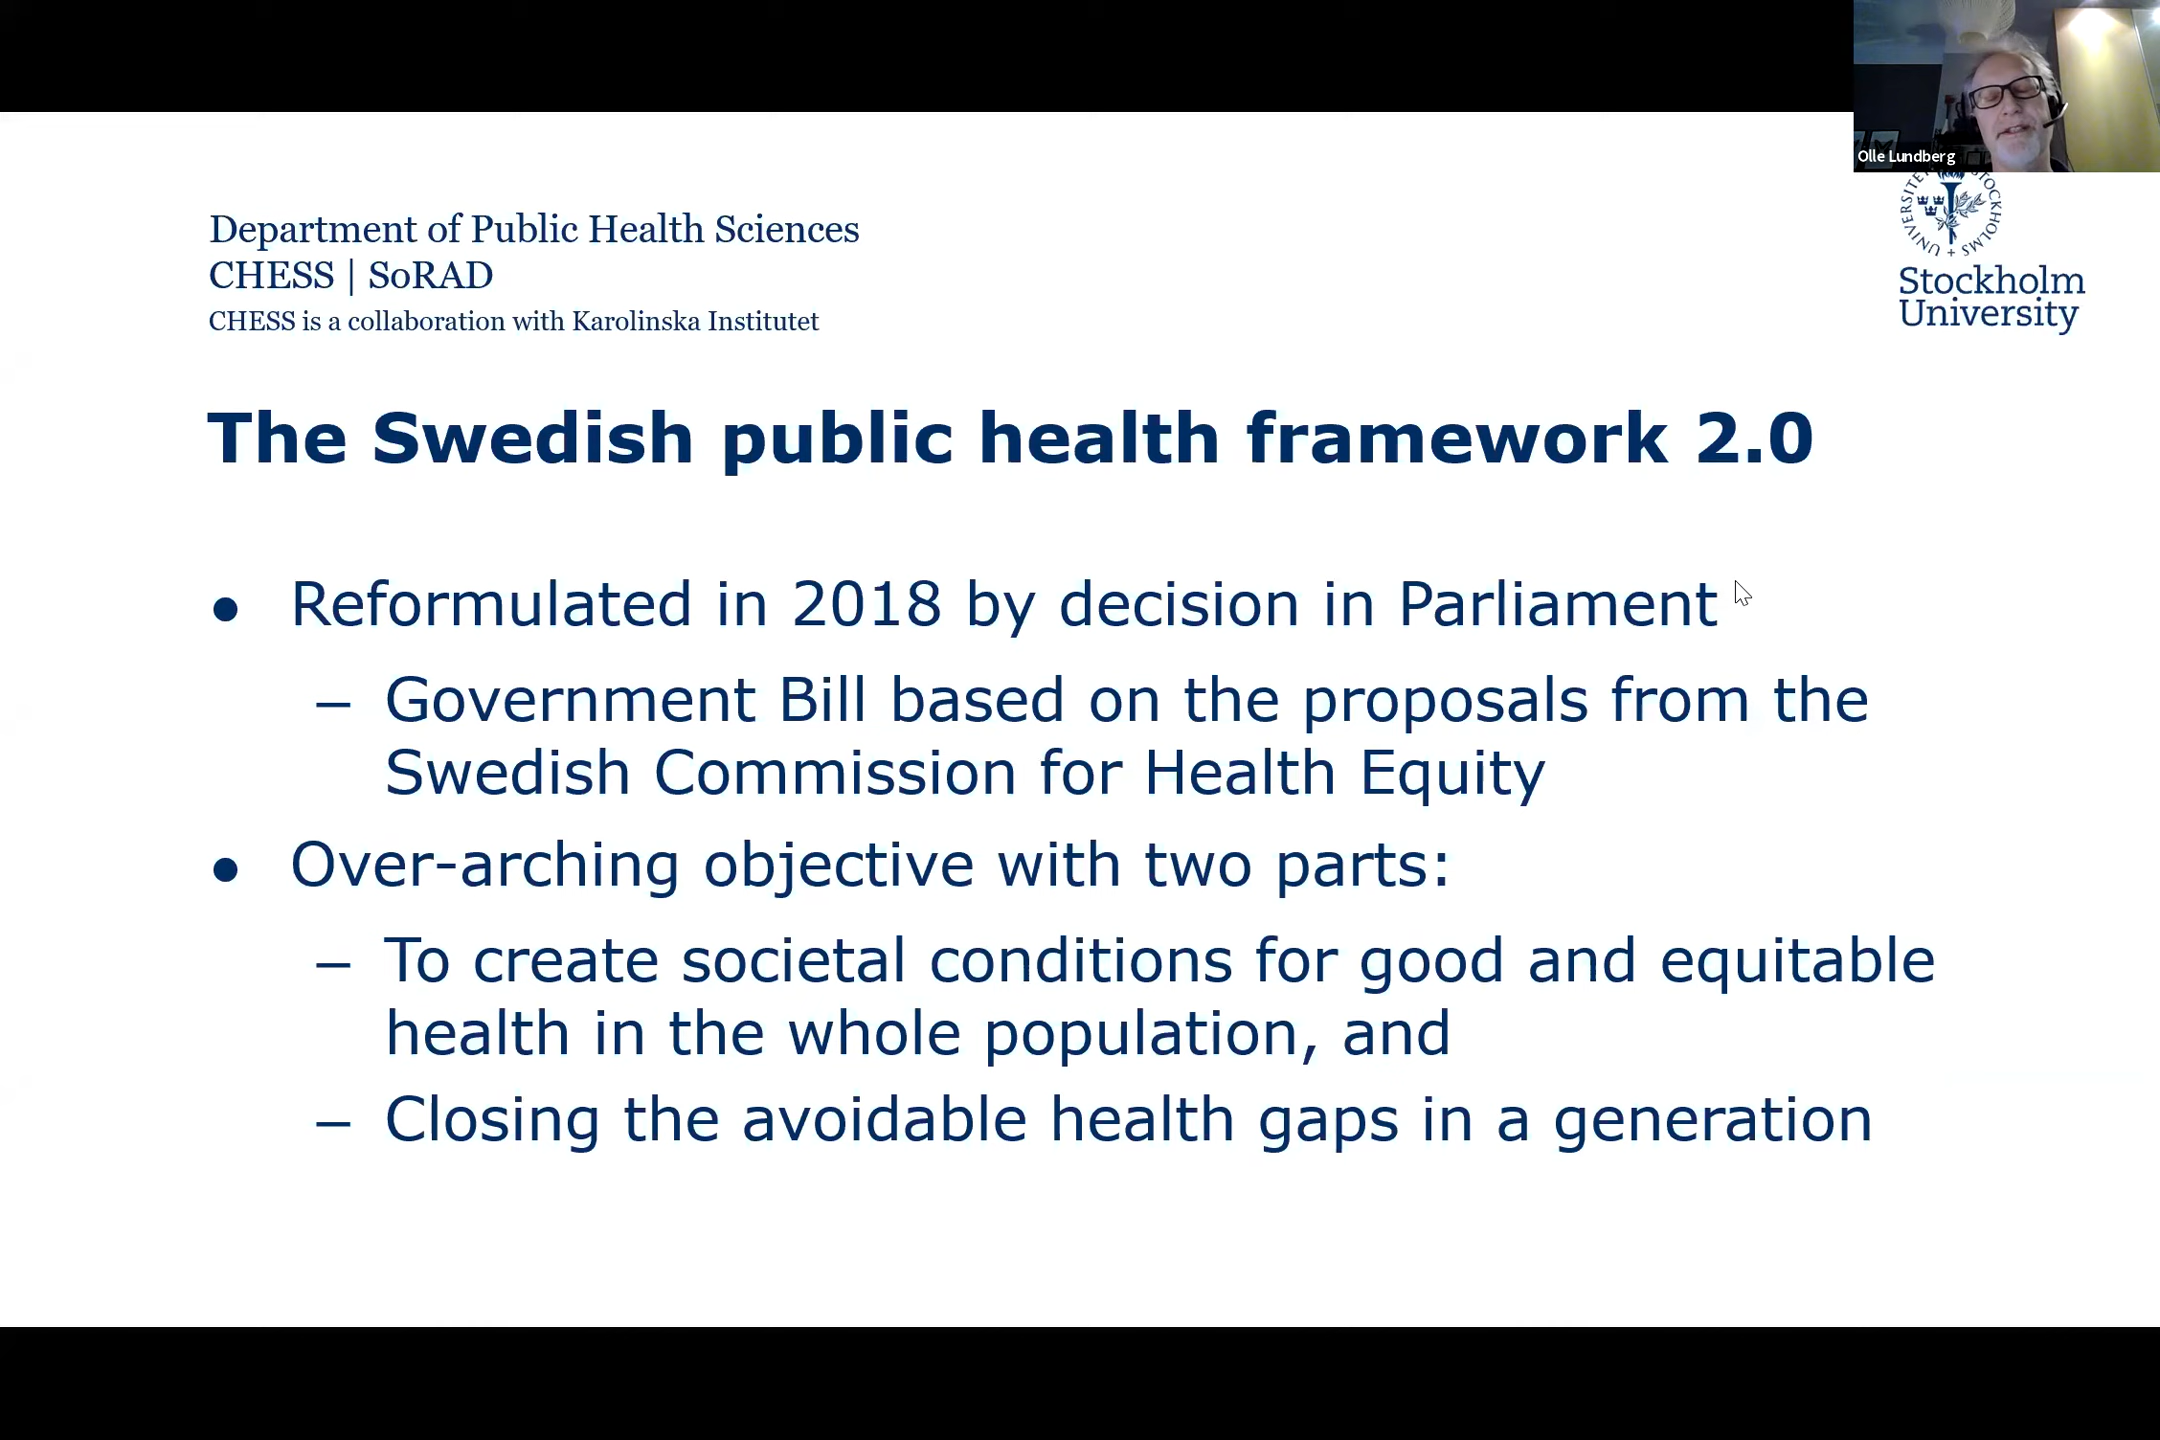 Olle Lundberg
Department of Public Health Sciences
CHESS | SoRAD
CHESS is a collaboration with Karolinska Institutet
STOCKHOLMS + UNIVERSITET
Stockholm
University
The Swedish public health framework 2.0
● Reformulated in 2018 by decision in Parliament
– Government Bill based on the proposals from the
Swedish Commission for Health Equity
● Over-arching objective with two parts:
– To create societal conditions for good and equitable
health in the whole population, and
– Closing the avoidable health gaps in a generation